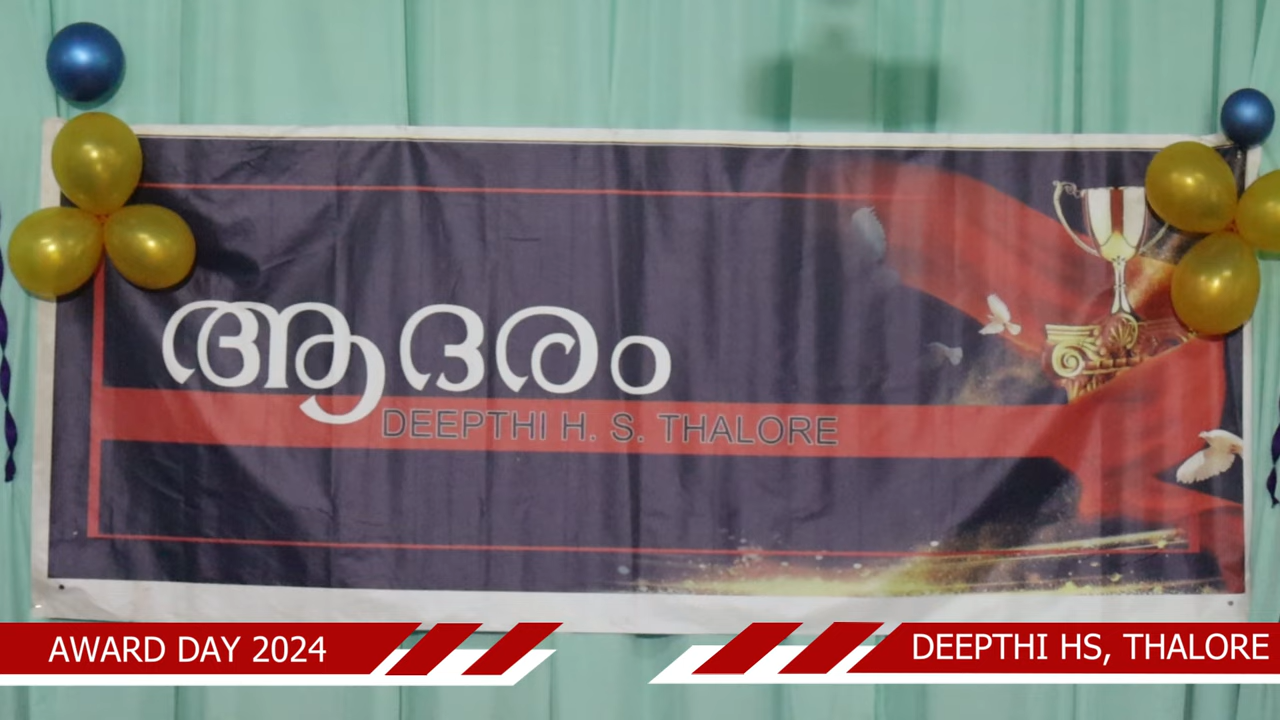 ആദരം
DEEPTHI H. S. THALORE
AWARD DAY 2024
DEEPTHI HS, THALORE